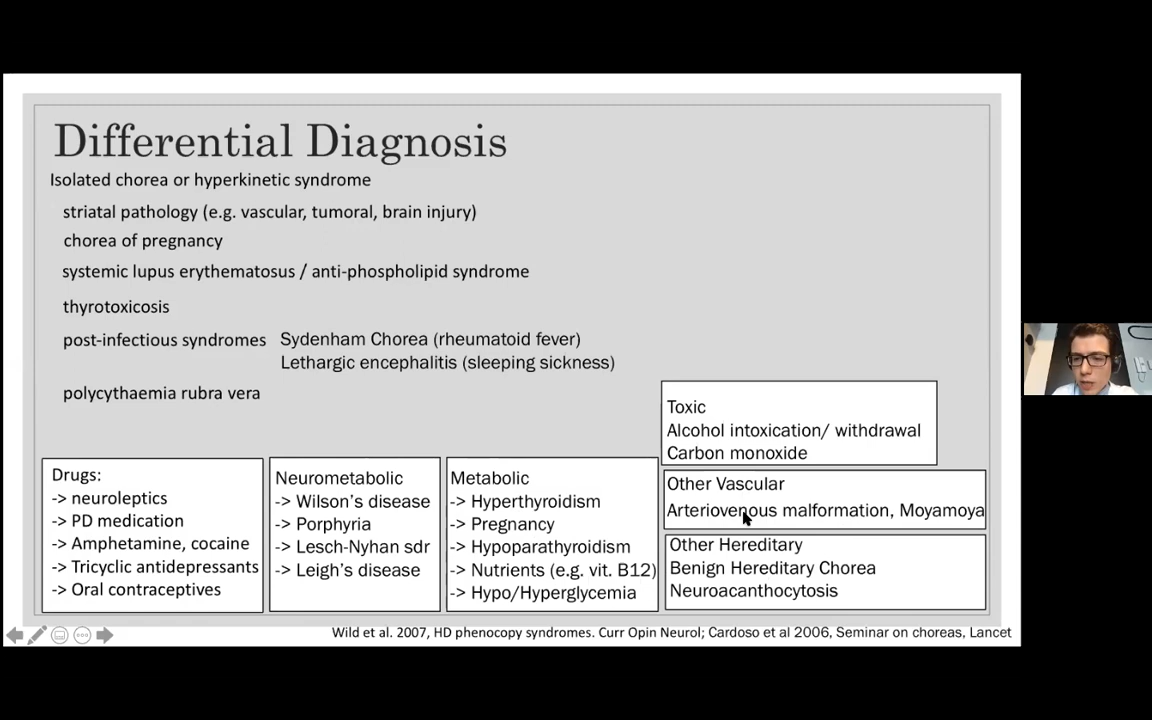 Differential Diagnosis
Isolated chorea or hyperkinetic syndrome
striatal pathology (e.g. vascular, tumoral, brain injury)
chorea of pregnancy
systemic lupus erythematosus / anti-phospholipid syndrome
thyrotoxicosis
post-infectious syndromes Sydenham Chorea (rheumatoid fever)
Lethargic encephalitis (sleeping sickness)
polycythaemia rubra vera
Toxic
Alcohol intoxication/ withdrawal
Carbon monoxide
Drugs:
-> neuroleptics
-> PD medication
-> Amphetamine, cocaine
-> Tricyclic antidepressants
-> Oral contraceptives
Neurometabolic
-> Wilson's disease
-> Porphyria
-> Lesch-Nyhan sdr
-> Leigh's disease
Metabolic
-> Hyperthyroidism
-> Pregnancy
-> Hypoparathyroidism
-> Nutrients (e.g. vit. B12)
-> Hypo/Hyperglycemia
Other Vascular
Arteriovenous malformation, Moyamoya
Other Hereditary
Benign Hereditary Chorea
Neuroacanthocytosis
Wild et al. 2007, HD phenocopy syndromes. Curr Opin Neurol; Cardoso et al 2006, Seminar on choreas, Lancet